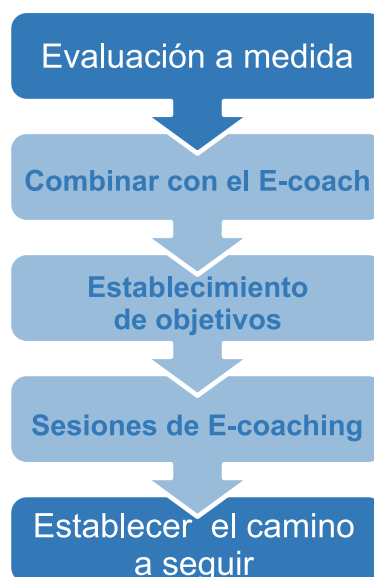 Evaluación a medida
Combinar con el E-coach
Establecimiento
de objetivos
Sesiones de E-coaching
Establecer el camino
a seguir